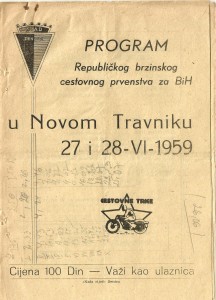 PROGRAM
Republičkog brzinskog
cestovnog prvenstva za BiH
u Novom Travniku
27 i 28-VI-1959
CESTOVNE TRKE
Cijena 100 Din — Važi kao ulaznica